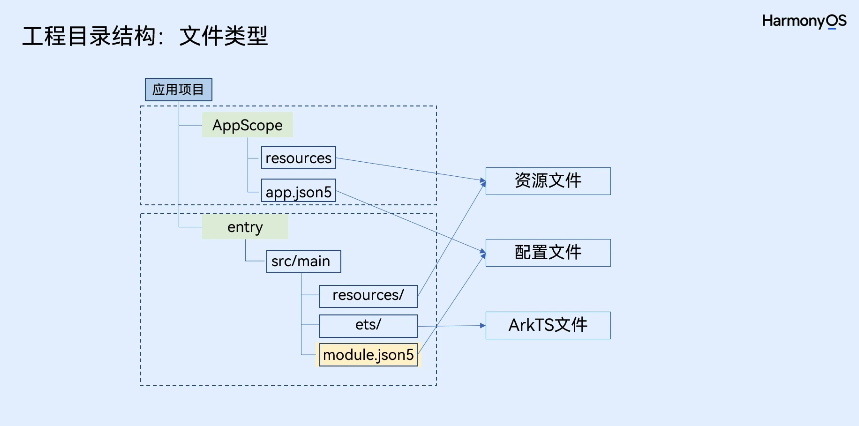 HarmonyOS
工程目录结构：文件类型
应用项目
AppScope
resources
app.json5
entry
src/main
resources/
ets/
module.json5
资源文件
配置文件
ArkTS文件